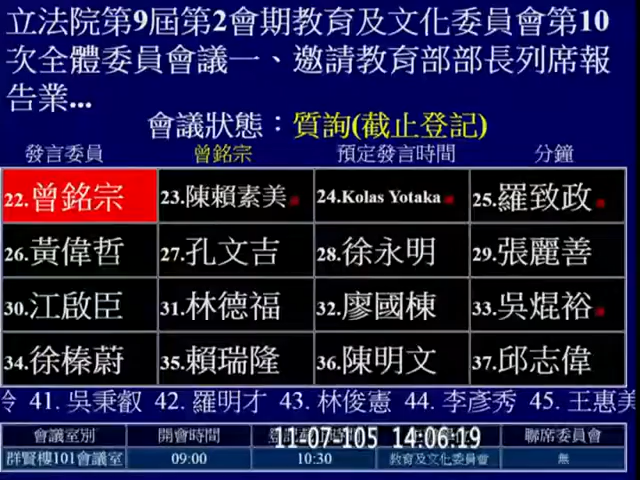 立法院第9屆第2會期教育及文化委員會第10
次全體委員會議一、邀請教育部部長列席報
告業...
會議狀態：質詢(截止登記)
發言委員 曾銘宗 預定發言時間 分鐘
22.曾銘宗 23.陳賴素美 24.Kolas Yotaka 25.羅致政
26.黃偉哲 27.孔文吉 28.徐永明 29.張麗善
30.江啟臣 31.林德福 32.廖國棟 33.吳焜裕
34.徐榛蔚 35.賴瑞隆 36.陳明文 37.邱志偉
41. 吳秉叡 42. 羅明才 43. 林俊憲 44. 李彥秀 45. 王惠美
會議室別 開會時間 聯席委員會
11-07-105 14:06:19
群賢樓101會議室 09:00 10:30 教育及文化委員會 無